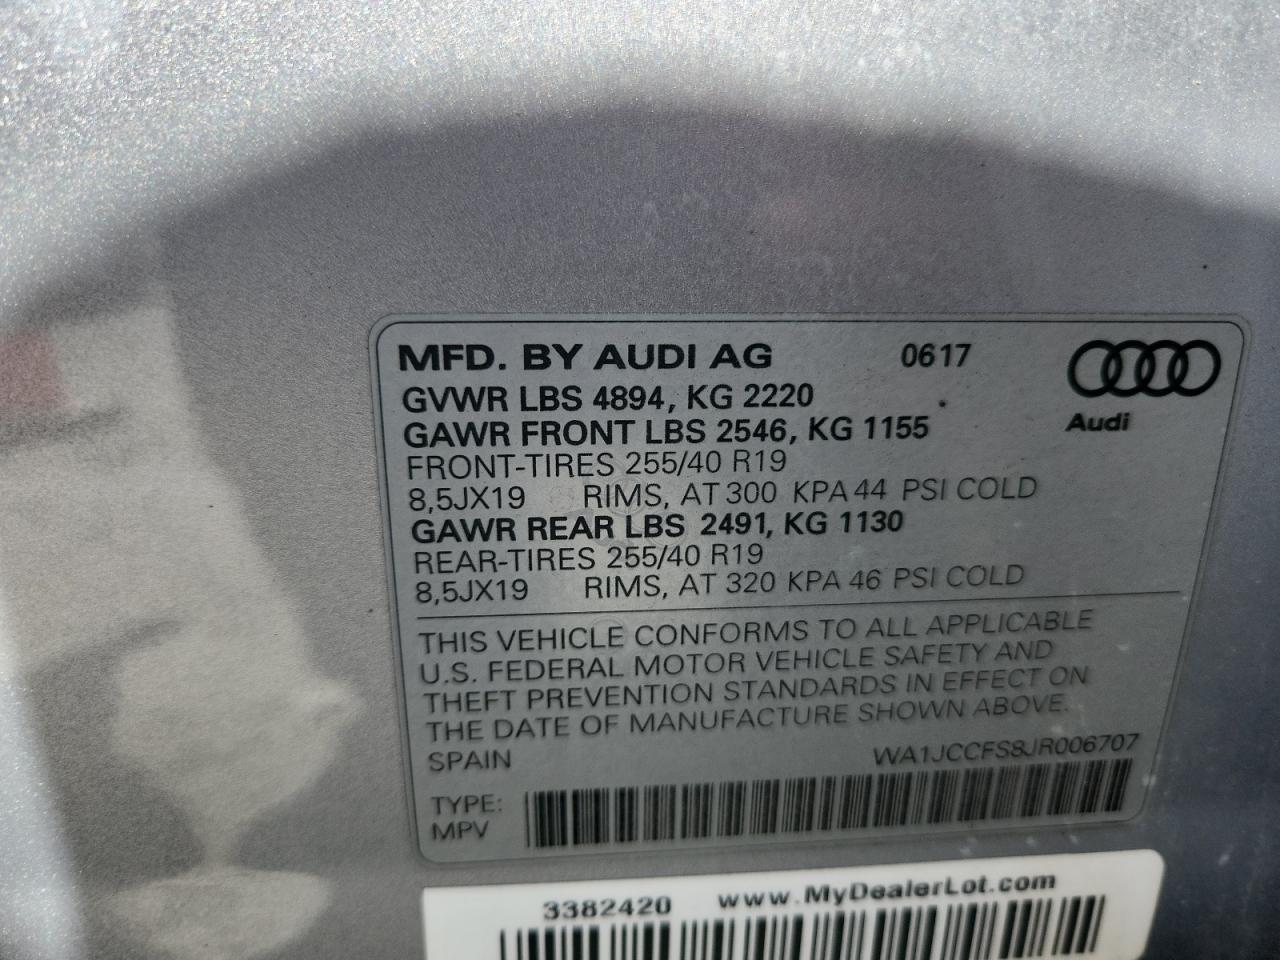 MFD. BY AUDI AG 0617
Audi
GVWR LBS 4894, KG 2220
GAWR FRONT LBS 2546, KG 1155
FRONT-TIRES 255/40 R19
8,5JX19 RIMS, AT 300 KPA 44 PSI COLD
GAWR REAR LBS 2491, KG 1130
REAR-TIRES 255/40 R19
8,5JX19 RIMS, AT 320 KPA 46 PSI COLD
THIS VEHICLE CONFORMS TO ALL APPLICABLE
U.S. FEDERAL MOTOR VEHICLE SAFETY AND
THEFT PREVENTION STANDARDS IN EFFECT ON
THE DATE OF MANUFACTURE SHOWN ABOVE.
SPAIN WA1JCCFS8JR006707
TYPE:
MPV
3382420 www.MyDealerLot.com